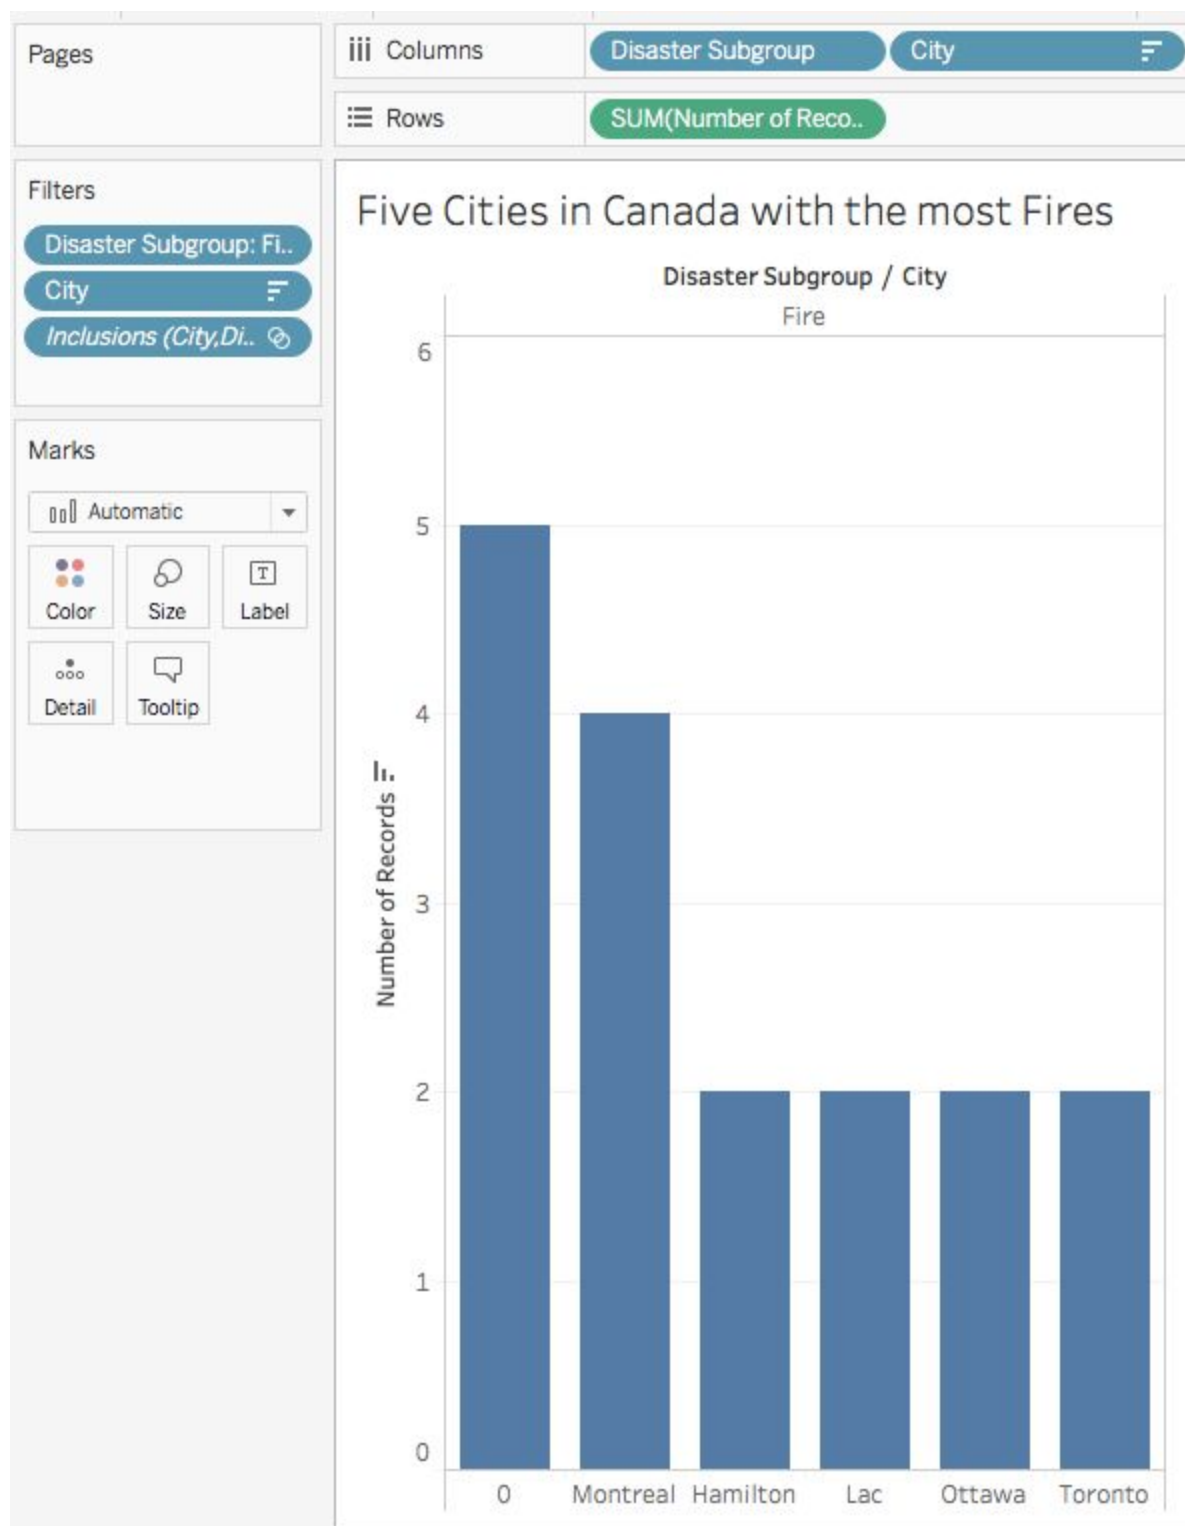 Pages
Columns
Disaster Subgroup
City
Rows
SUM(Number of Reco..
Filters
Disaster Subgroup: Fi..
City
Inclusions (City,Di..
Marks
Automatic
Color
Size
T
Label
Detail
Tooltip
Five Cities in Canada with the most Fires
Disaster Subgroup / City
Fire
6
5
4
3
2
1
0
Number of Records
0 Montreal Hamilton Lac Ottawa Toronto